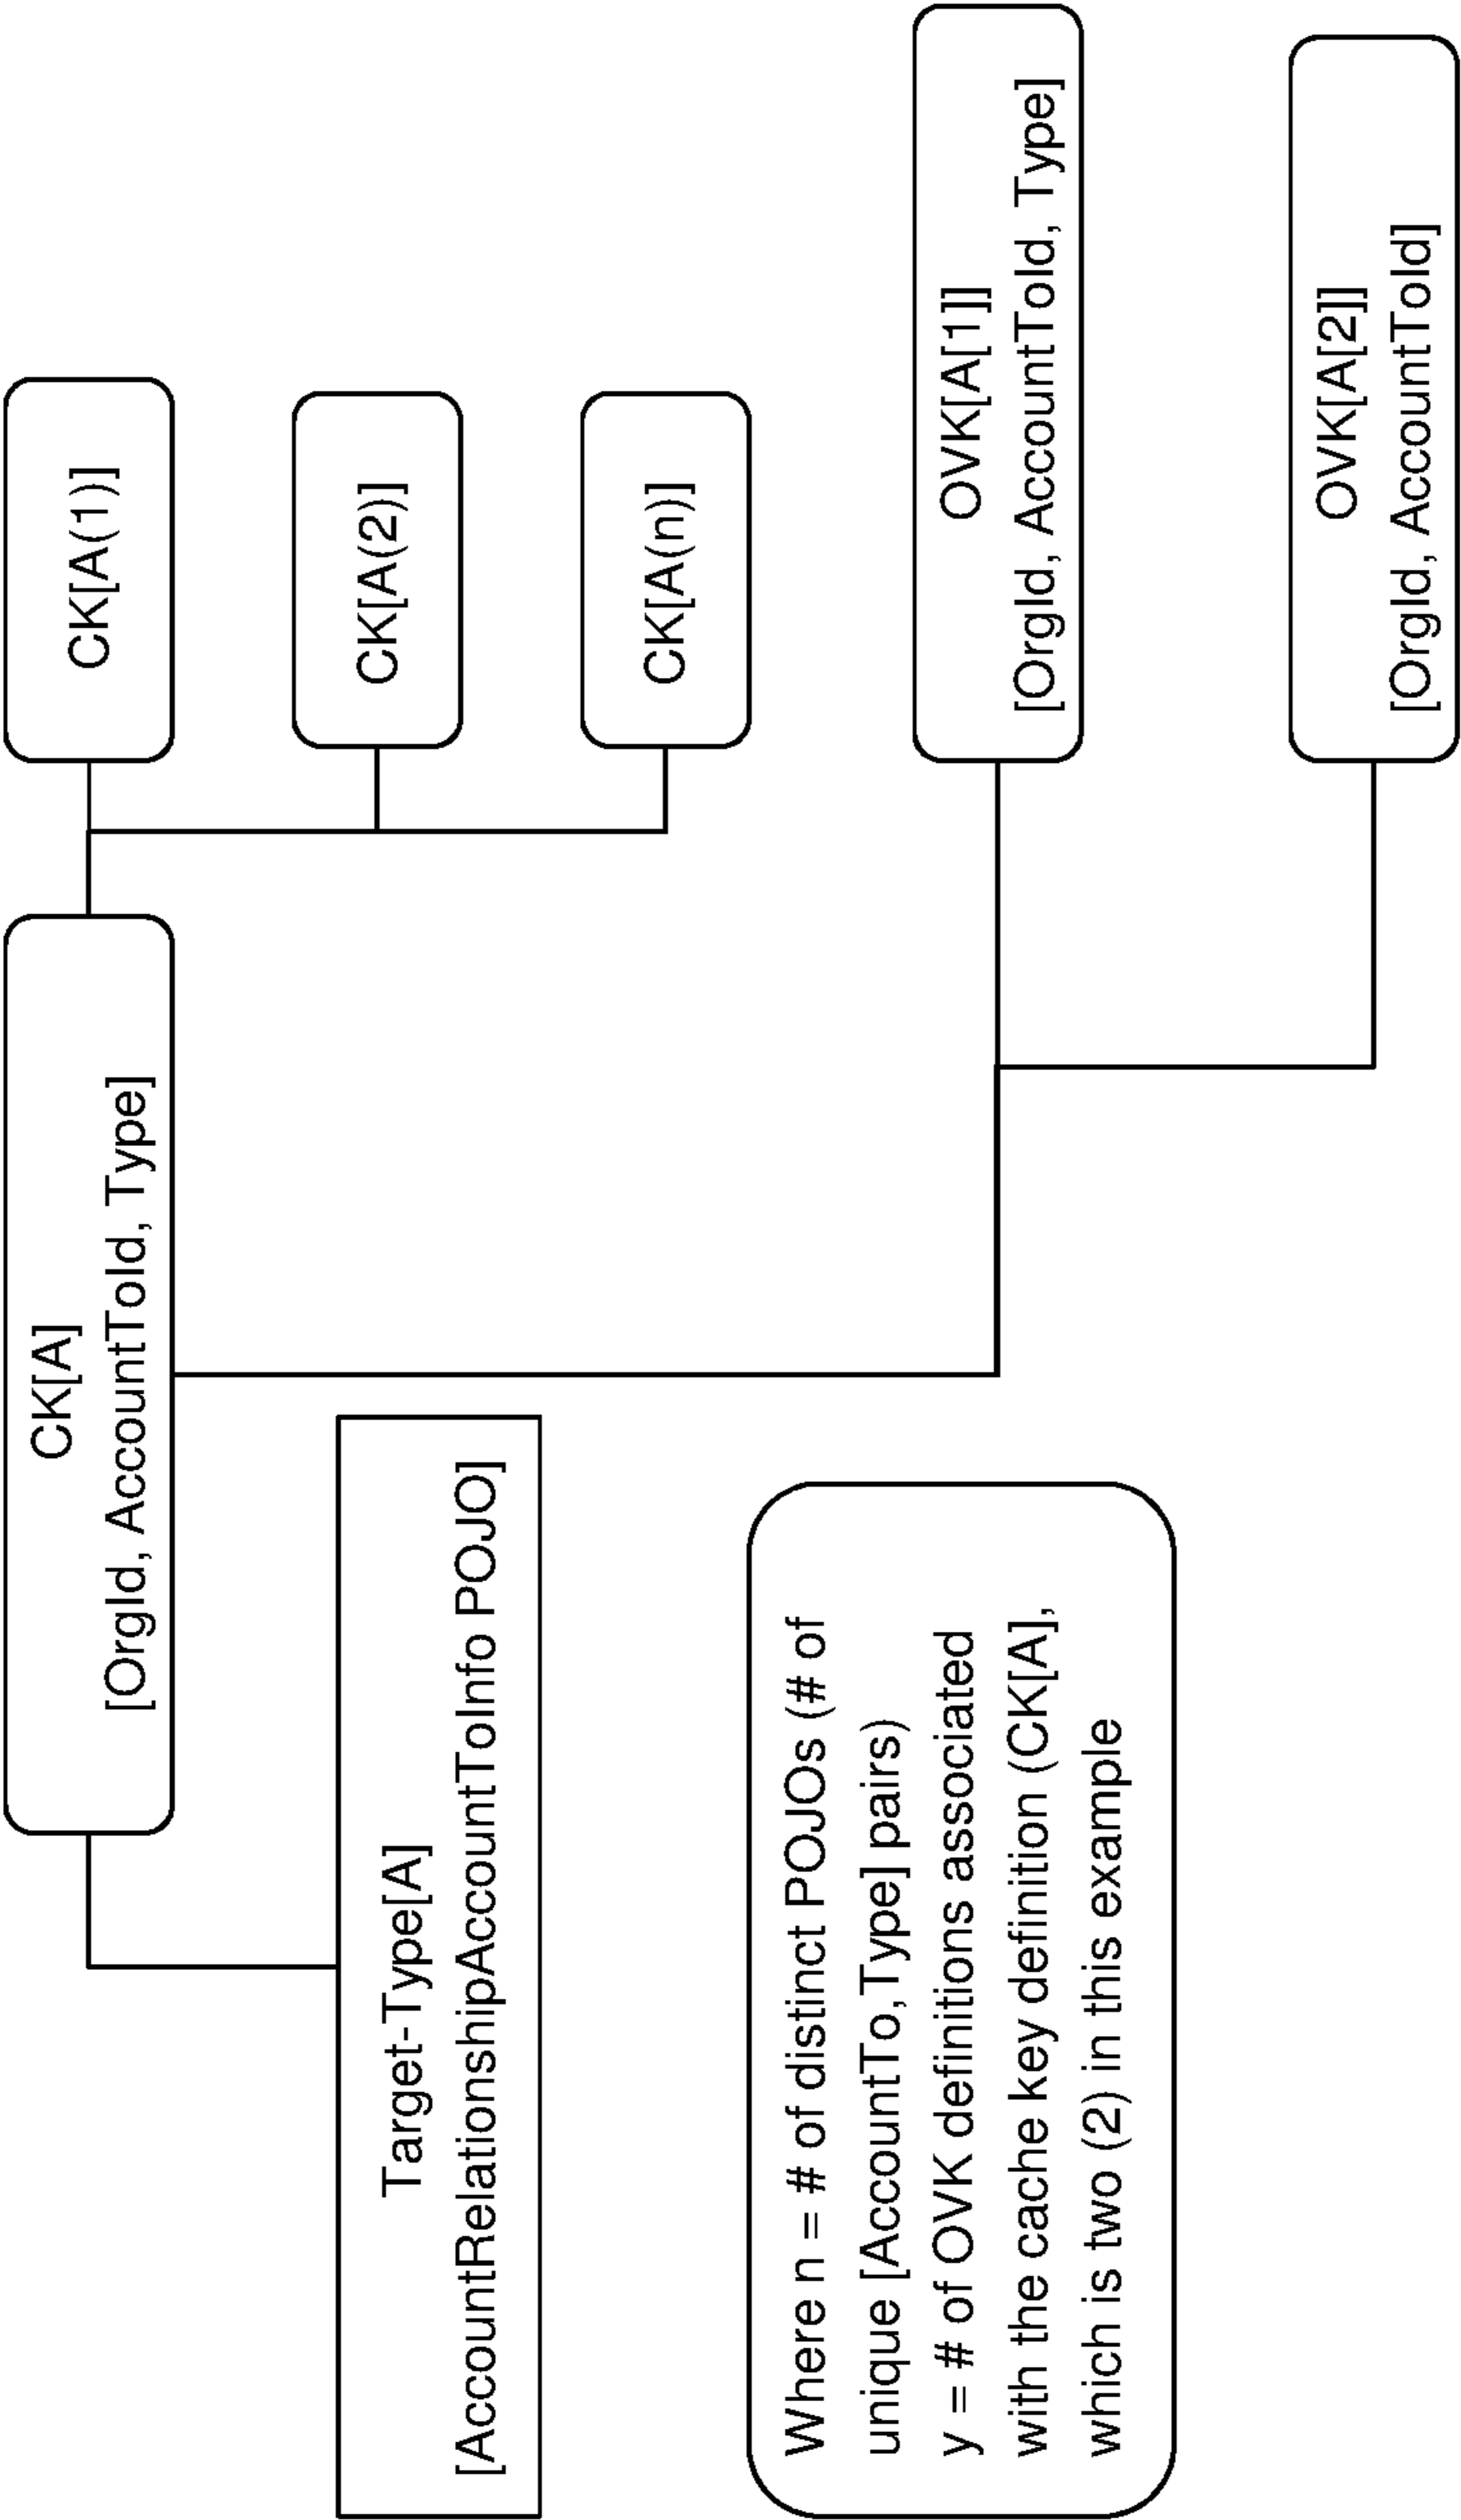 CK[A]
[OrgId, AccountToId, Type]
CK[A(1)]
CK[A(2)]
CK[A(n)]
Target-Type[A]
[AccountRelationshipAccountToInfo POJO]
Where n = # of distinct POJOs (# of
unique [AccountTo,Type] pairs)
y = # of OVK definitions associated
with the cache key definition (CK[A],
which is two (2) in this example
OVK[A[1]]
[OrgId, AccountToId, Type]
OVK[A[2]]
[OrgId, AccountToId]